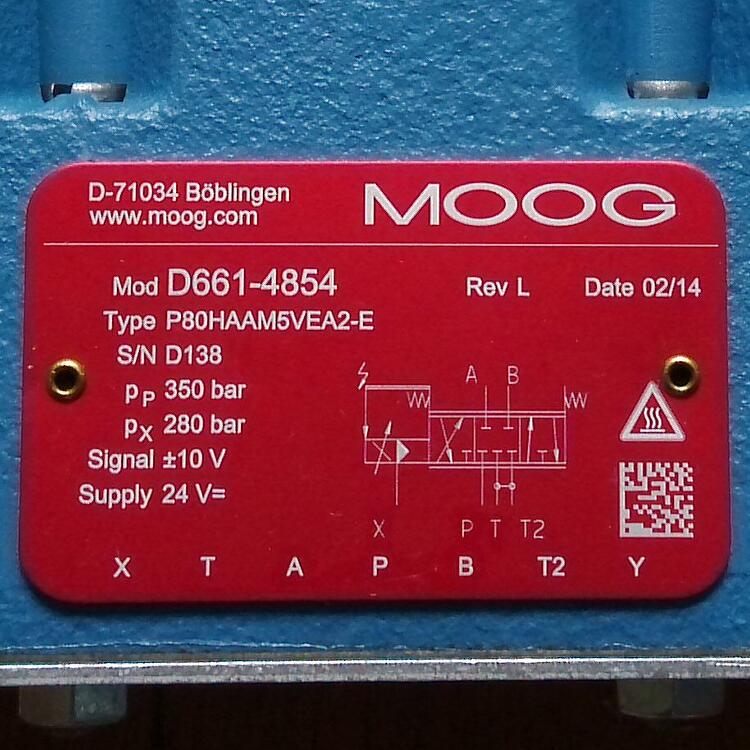 D-71034 Böblingen
www.moog.com
MOOG
Mod D661-4854 Rev L Date 02/14
Type P80HAAM5VEA2-E
S/N D138
pP 350 bar
pX 280 bar
Signal ±10 V
Supply 24 V=
A B
X P T T2
X T A P B T2 Y